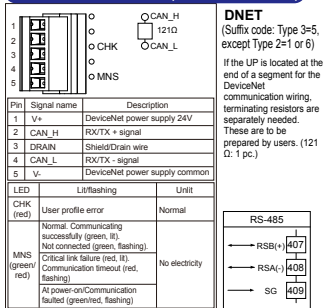 1
2
3
4
5
CHK
MNS
CAN_H
121Ω
CAN_L
DNET
(Suffix code: Type 3=5,
except Type 2=1 or 6)
If the UP is located at the
end of a segment for the
DeviceNet
communication wiring,
terminating resistors are
separately needed.
These are to be
prepared by users. (121
Ω: 1 pc.)
Pin Signal name Description
1 V+ DeviceNet power supply 24V
2 CAN_H RX/TX + signal
3 DRAIN Shield/Drain wire
4 CAN_L RX/TX - signal
5 V- DeviceNet power supply common
LED Lit/flashing Unlit
CHK
(red)
User profile error
Normal
MNS
(green/
red)
Normal. Communicating
successfully (green, lit).
Not connected (green, flashing).
Critical link failure (red, lit).
Communication timeout (red,
flashing)
At power-on/Communication
faulted (green/red, flashing)
No electricity
RS-485
RSB(+) 407
RSA(-) 408
SG 409